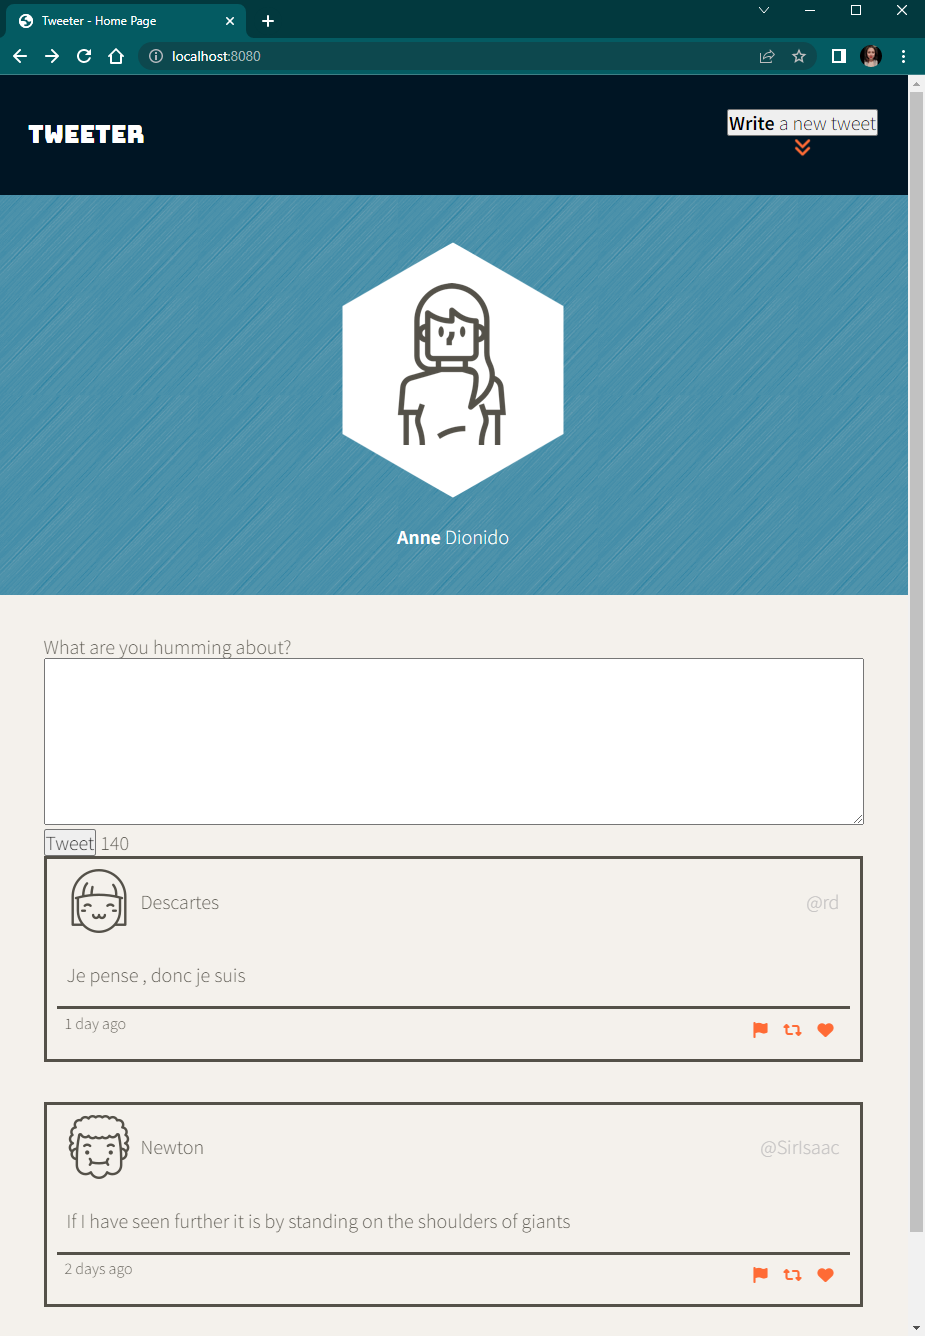 Tweeter - Home Page
localhost:8080
TWEETER
Write a new tweet
Anne Dionido
What are you humming about?
Tweet 140
Descartes @rd
Je pense , donc je suis
1 day ago
Newton @SirIsaac
If I have seen further it is by standing on the shoulders of giants
2 days ago